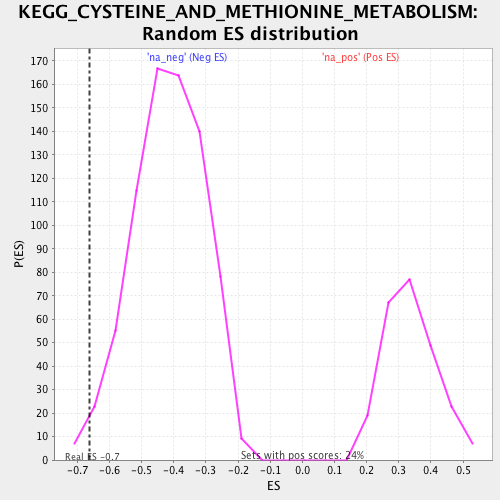 KEGG_CYSTEINE_AND_METHIONINE_METABOLISM:
Random ES distribution
'na_neg' (Neg ES) 'na_pos' (Pos ES)
170
160
150
140
130
120
110
100
90
80
70
60
50
40
30
20
10
0
P(ES)
Real ES -0.7 Sets with pos scores: 24%
-0.7 -0.6 -0.5 -0.4 -0.3 -0.2 -0.1 0.0 0.1 0.2 0.3 0.4 0.5
ES